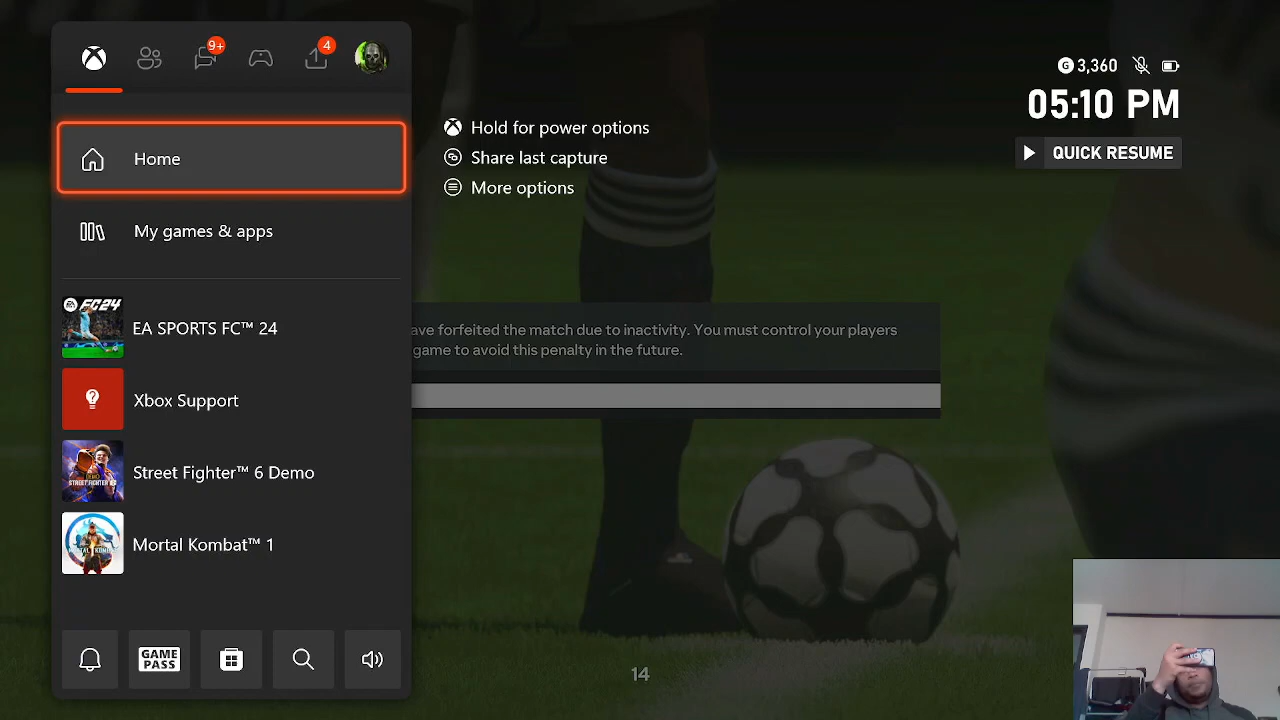 9+
4
Home
My games & apps
EA SPORTS FC™ 24
Xbox Support
Street Fighter™ 6 Demo
Mortal Kombat™ 1
GAME
PASS
Hold for power options
Share last capture
More options
G 3,360
05:10 PM
QUICK RESUME
ave forfeited the match due to inactivity. You must control your players
game to avoid this penalty in the future.
14
FC24